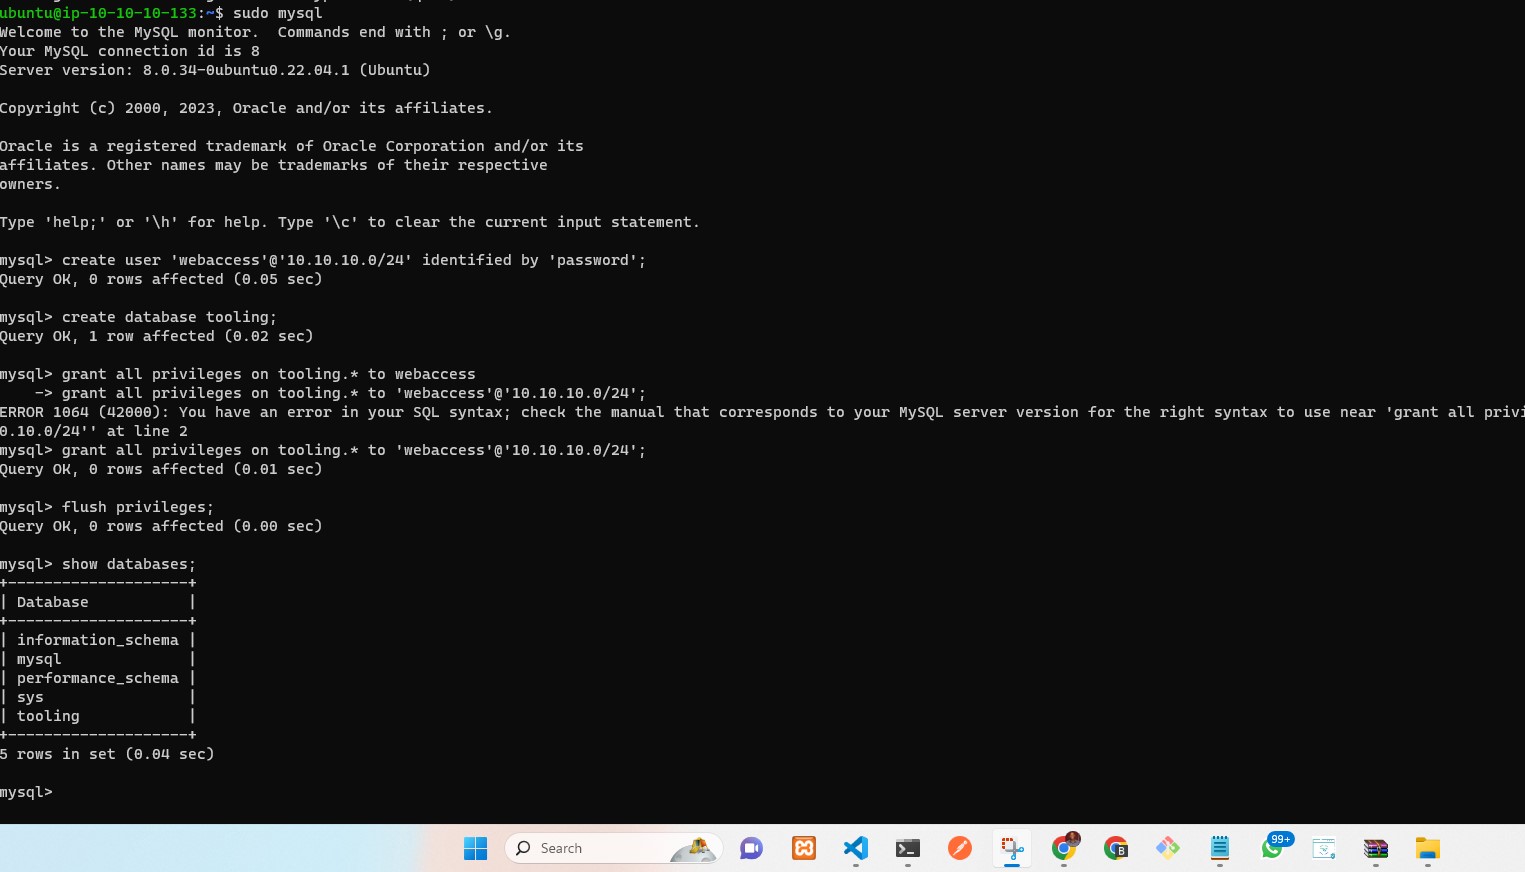 ubuntu@ip-10-10-10-133:~$ sudo mysql
Welcome to the MySQL monitor.  Commands end with ; or \g.
Your MySQL connection id is 8
Server version: 8.0.34-0ubuntu0.22.04.1 (Ubuntu)
Copyright (c) 2000, 2023, Oracle and/or its affiliates.
Oracle is a registered trademark of Oracle Corporation and/or its
affiliates. Other names may be trademarks of their respective
owners.
Type 'help;' or '\h' for help. Type '\c' to clear the current input statement.
mysql> create user 'webaccess'@'10.10.10.0/24' identified by 'password';
Query OK, 0 rows affected (0.05 sec)
mysql> create database tooling;
Query OK, 1 row affected (0.02 sec)
mysql> grant all privileges on tooling.* to webaccess
    -> grant all privileges on tooling.* to 'webaccess'@'10.10.10.0/24';
ERROR 1064 (42000): You have an error in your SQL syntax; check the manual that corresponds to your MySQL server version for the right syntax to use near 'grant all privi
0.10.0/24'' at line 2
mysql> grant all privileges on tooling.* to 'webaccess'@'10.10.10.0/24';
Query OK, 0 rows affected (0.01 sec)
mysql> flush privileges;
Query OK, 0 rows affected (0.00 sec)
mysql> show databases;
+--------------------+
| Database           |
+--------------------+
| information_schema |
| mysql              |
| performance_schema |
| sys                |
| tooling            |
+--------------------+
5 rows in set (0.04 sec)
mysql>
Search
B
99+